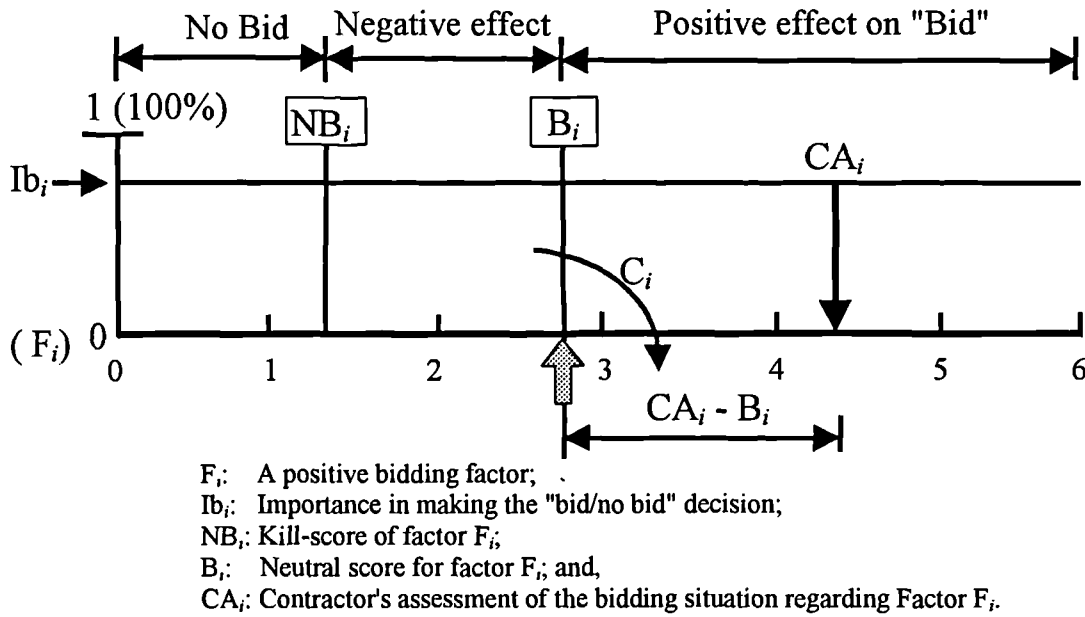 No Bid Negative effect Positive effect on "Bid"
1 (100%)
NBi Bi
CAi
Ibi
Ci
(Fi) 0
0 1 2 3 4 5 6
CAi - Bi
Fi: A positive bidding factor;
Ibi: Importance in making the "bid/no bid" decision;
NBi: Kill-score of factor Fi;
Bi: Neutral score for factor Fi; and,
CAi: Contractor's assessment of the bidding situation regarding Factor Fi.